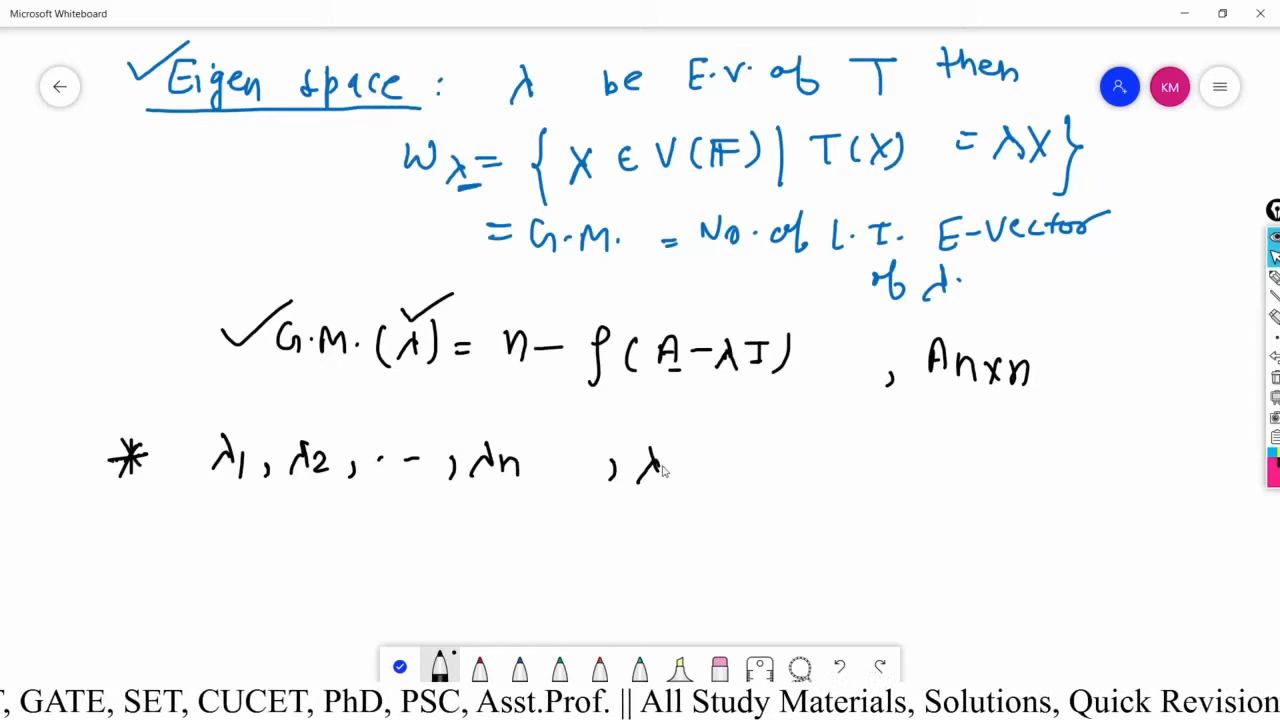 Microsoft Whiteboard
Eigen space : λ be E.V. of T then
KM
W_λ = { X ∈ V(F) | T(X) = λX }
= G.M. = No. of L.I. E-vector
of λ.
G.M.(λ) = n - ρ(A - λI) , A n×n
* λ1, λ2, .. -, λn , λ
T, GATE, SET, CUCET, PhD, PSC, Asst.Prof. || All Study Materials, Solutions, Quick Revision